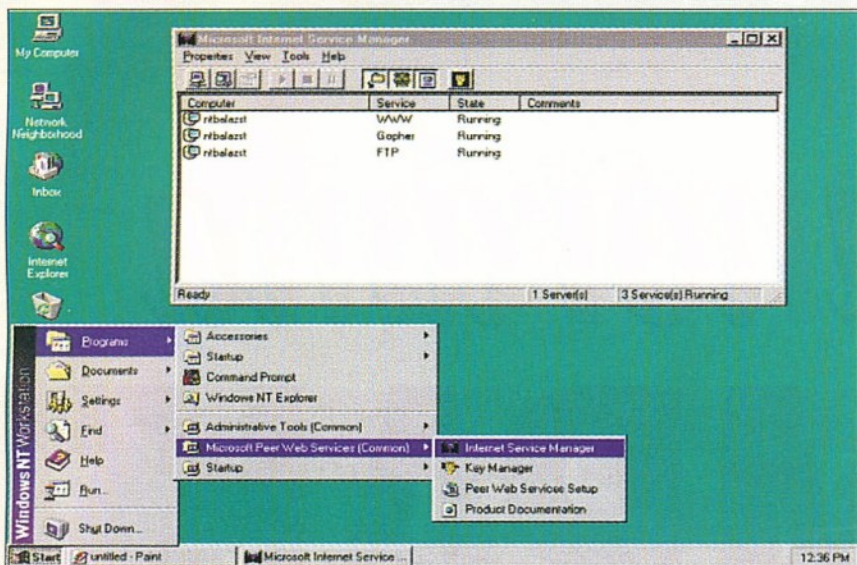 My Computer
Network Neighborhood
Inbox
Internet Explorer
Microsoft Internet Service Manager
Properties View Tools Help
Computer Service State Comments
ntbalazst WWW Running
ntbalazst Gopher Running
ntbalazst FTP Running
Ready 1 Server(s) 3 Service(s) Running
Windows NT Workstation
Programs
Documents
Settings
Find
Help
Run...
Shut Down...
Accessories
Startup
Command Prompt
Windows NT Explorer
Administrative Tools (Common)
Microsoft Peer Web Services (Common)
Startup
Internet Service Manager
Key Manager
Peer Web Services Setup
Product Documentation
Start untitled - Paint Microsoft Internet Service ... 12:36 PM